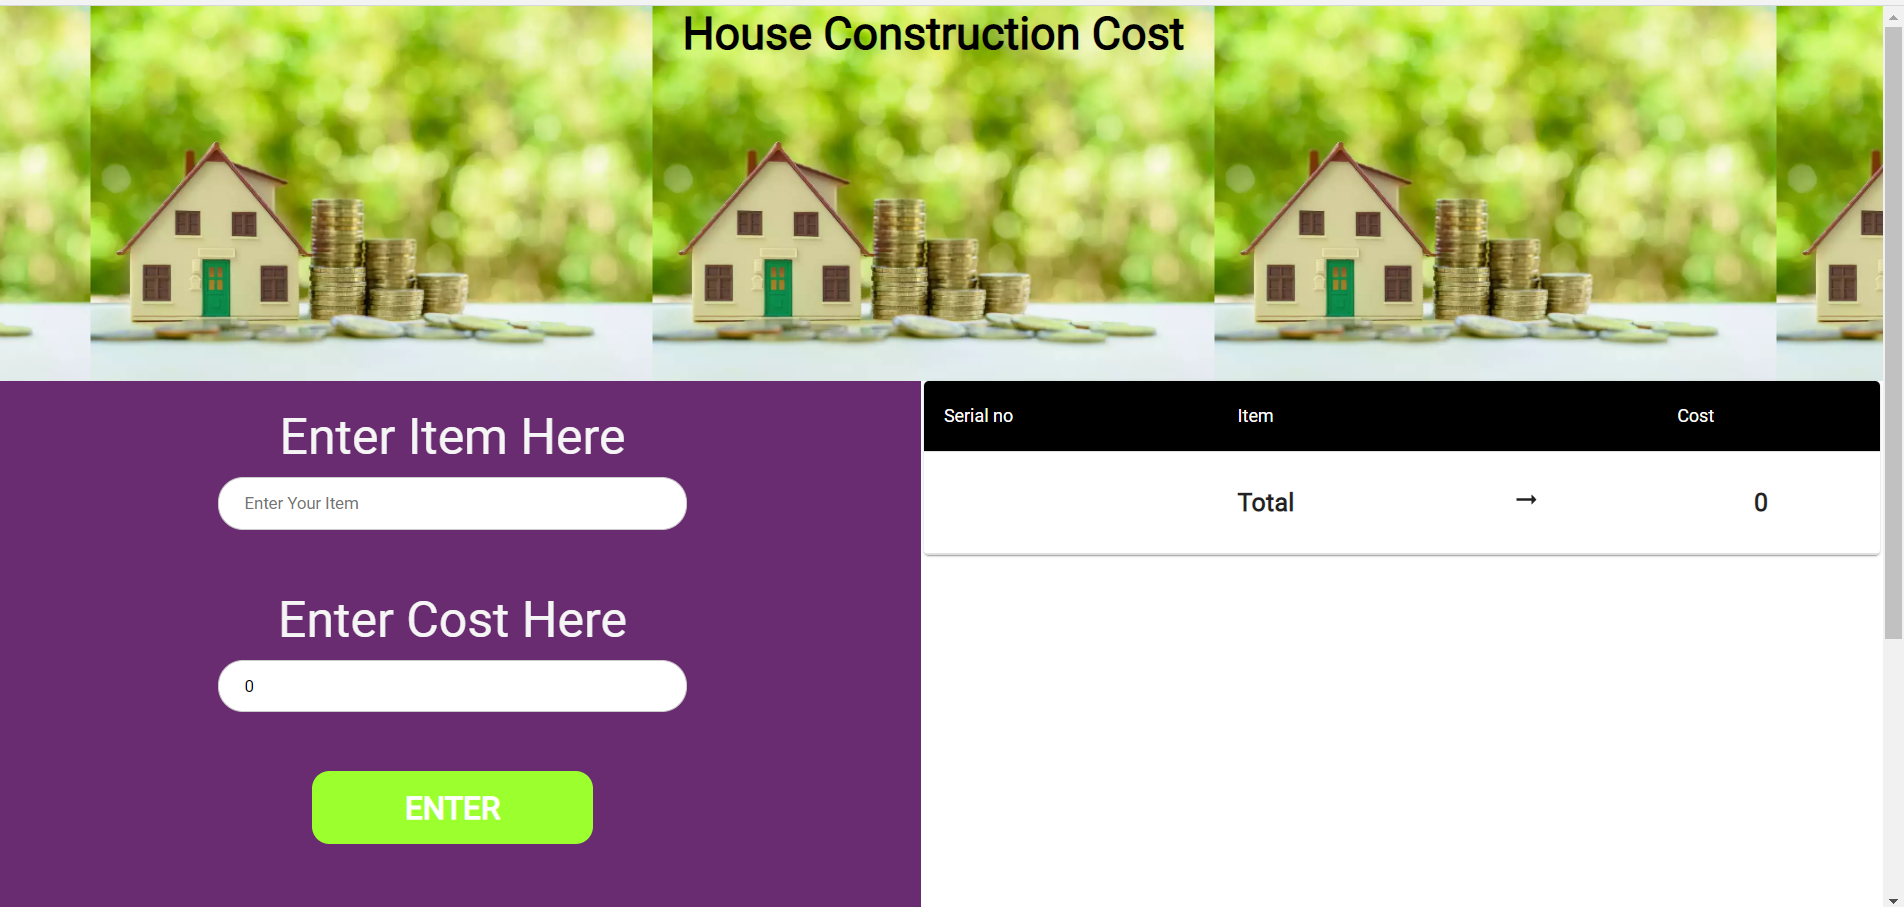 House Construction Cost
Enter Item Here
Enter Your Item
Enter Cost Here
0
ENTER
Serial no Item Cost
Total → 0